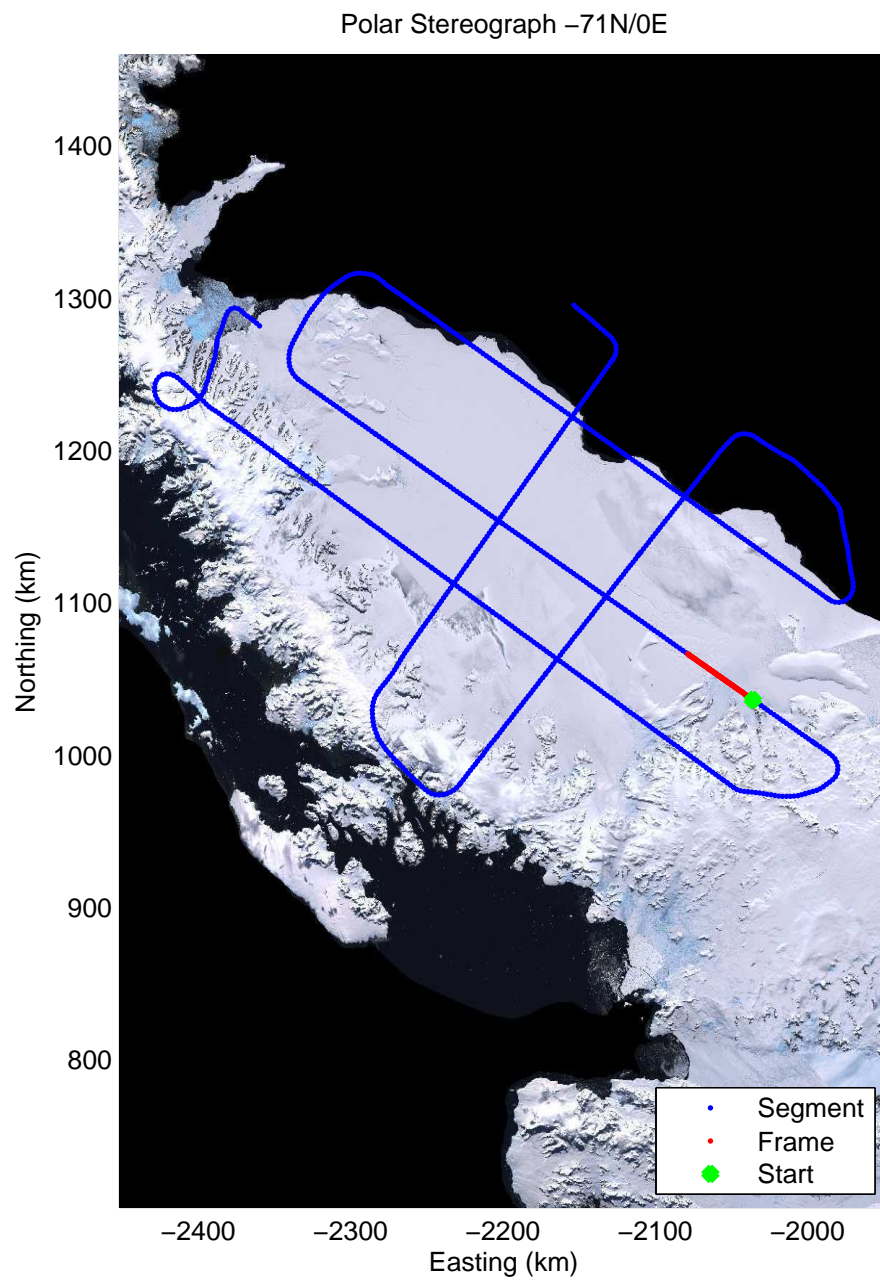 Polar Stereograph −71N/0E
1400
1300
1200
1100
1000
900
800
Northing (km)
−2400
−2300
−2200
−2100
−2000
Easting (km)
Segment
Frame
Start